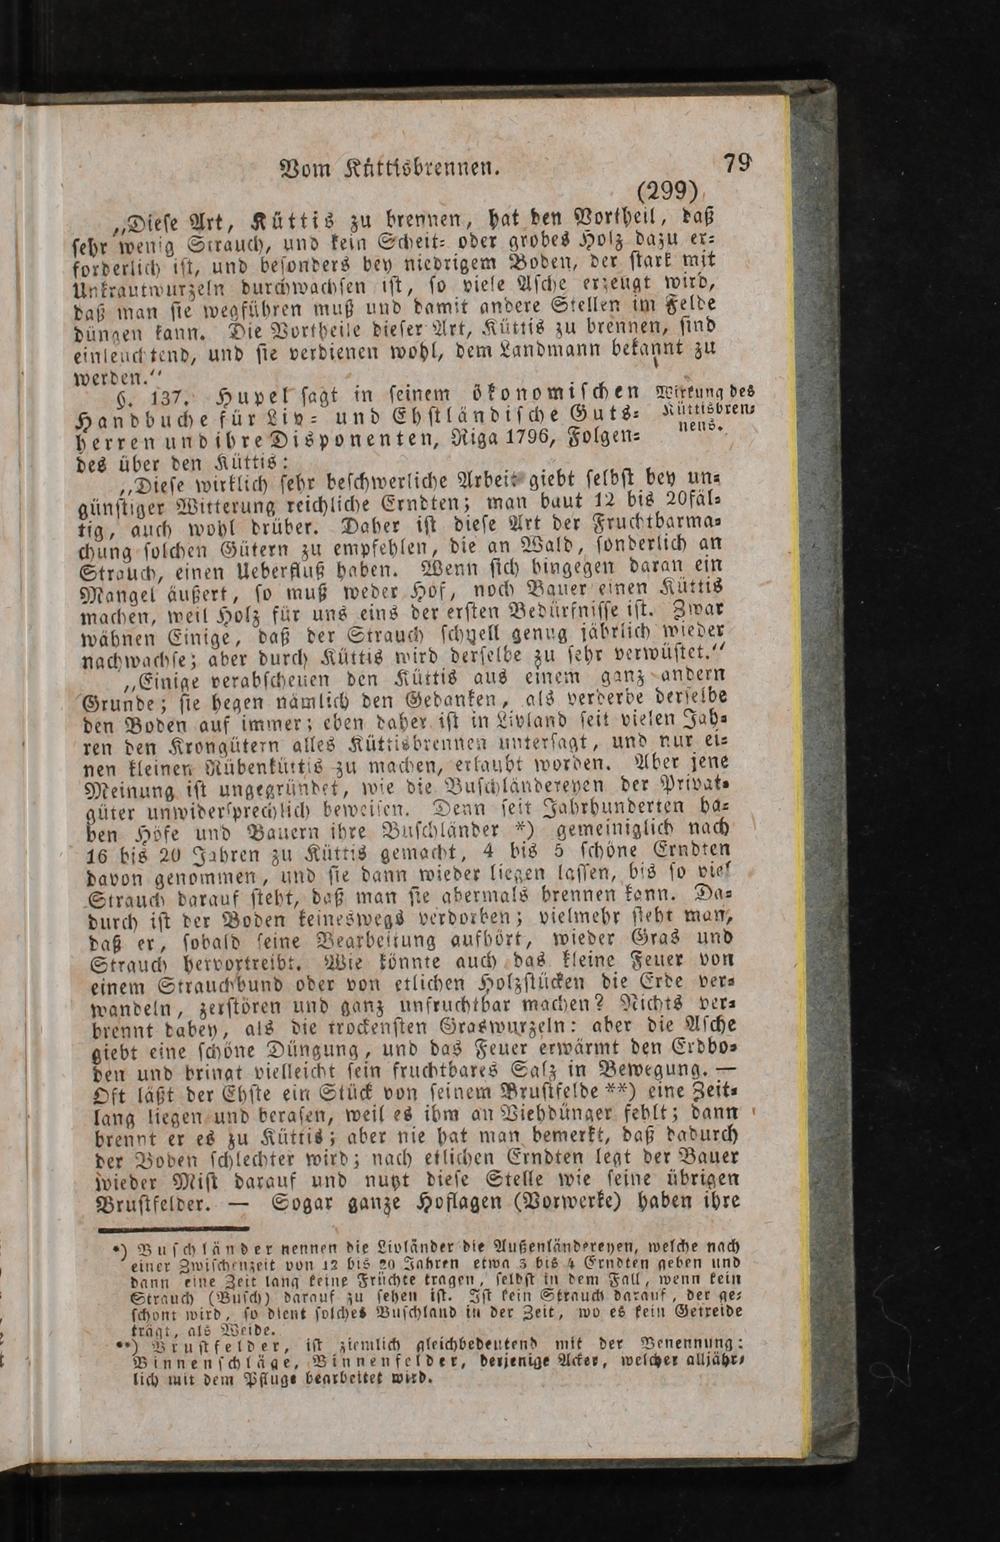 Vom Küttisbrennen. 79
(299)
„Dieſe Art, Küttis zu brennen, hat den Vortheil, daß
ſehr wenig Strauch, und kein Scheit- oder grobes Holz dazu er-
forderlich iſt, und beſonders bey niedrigem Boden, der ſtark mit
Unkrautwurzeln durchwachſen iſt, ſo viele Aſche erzeugt wird,
daß man ſie wegführen muß und damit andere Stellen im Felde
düngen kann. Die Vortheile dieſer Art, Küttis zu brennen, ſind
einleuchtend, und ſie verdienen wohl, dem Landmann bekannt zu
werden.“
§. 137. Hupel ſagt in ſeinem ökonomiſchen
Handbuche für Liv- und Ehſtländiſche Guts-
herren und ihre Disponenten, Riga 1796, Folgen-
des über den Küttis:
Wirkung des
Küttisbren-
nens.
„Dieſe wirklich ſehr beſchwerliche Arbeit giebt ſelbſt bey un-
günſtiger Witterung reichliche Erndten; man baut 12 bis 20fäl-
tig, auch wohl drüber. Daher iſt dieſe Art der Fruchtbarma-
chung ſolchen Gütern zu empfehlen, die an Wald, ſonderlich an
Strauch, einen Ueberfluß haben. Wenn ſich hingegen daran ein
Mangel äußert, ſo muß weder Hof, noch Bauer einen Küttis
machen, weil Holz für uns eins der erſten Bedürfniſſe iſt. Zwar
wähnen Einige, daß der Strauch ſchnell genug jährlich wieder
nachwachſe; aber durch Küttis wird derſelbe zu ſehr verwüſtet.“
„Einige verabſcheuen den Küttis aus einem ganz andern
Grunde; ſie hegen nämlich den Gedanken, als verderbe derſelbe
den Boden auf immer; eben daher iſt in Livland ſeit vielen Jah-
ren den Krongütern alles Küttisbrennen unterſagt, und nur ei-
nen kleinen Rübenküttis zu machen, erlaubt worden. Aber jene
Meinung iſt ungegründet, wie die Buſchländereyen der Privat-
güter unwiderſprechlich beweiſen. Denn ſeit Jahrhunderten ha-
ben Höfe und Bauern ihre Buſchländer *) gemeiniglich nach
16 bis 20 Jahren zu Küttis gemacht, 4 bis 5 ſchöne Erndten
davon genommen, und ſie dann wieder liegen laſſen, bis ſo viel
Strauch darauf ſteht, daß man ſie abermals brennen kann. Da-
durch iſt der Boden keineswegs verdorben; vielmehr ſieht man,
daß er, ſobald ſeine Bearbeitung aufhört, wieder Gras und
Strauch hervortreibt. Wie könnte auch das kleine Feuer von
einem Strauchbund oder von etlichen Holzſtücken die Erde ver-
wandeln, zerſtören und ganz unfruchtbar machen? Nichts ver-
brennt dabey, als die trockenſten Graswurzeln: aber die Aſche
giebt eine ſchöne Düngung, und das Feuer erwärmt den Erdbo-
den und bringt vielleicht ſein fruchtbares Salz in Bewegung. —
Oft läßt der Ehſte ein Stück von ſeinem Bruſtfelde **) eine Zeit-
lang liegen und beraſen, weil es ihm an Viehdünger fehlt; dann
brennt er es zu Küttis; aber nie hat man bemerkt, daß dadurch
der Boden ſchlechter wird; nach etlichen Erndten legt der Bauer
wieder Miſt darauf und nutzt dieſe Stelle wie ſeine übrigen
Bruſtfelder. — Sogar ganze Hoflagen (Vorwerke) haben ihre
*) Buſchländer nennen die Livländer die Außenländereyen, welche nach
einer Zwiſchenzeit von 12 bis 20 Jahren etwa 3 bis 4 Erndten geben und
dann eine Zeit lang keine Früchte tragen, ſelbſt in dem Fall, wenn kein
Strauch (Buſch) darauf zu ſehen iſt. Iſt kein Strauch darauf, der ge-
ſchont wird, ſo dient ſolches Buſchland in der Zeit, wo es kein Getreide
trägt, als Weide.
**) Bruſtfelder, iſt ziemlich gleichbedeutend mit der Benennung:
Binnenſchläge, Binnenfelder, derjenige Acker, welcher alljähr-
lich mit dem Pfluge bearbeitet wird.